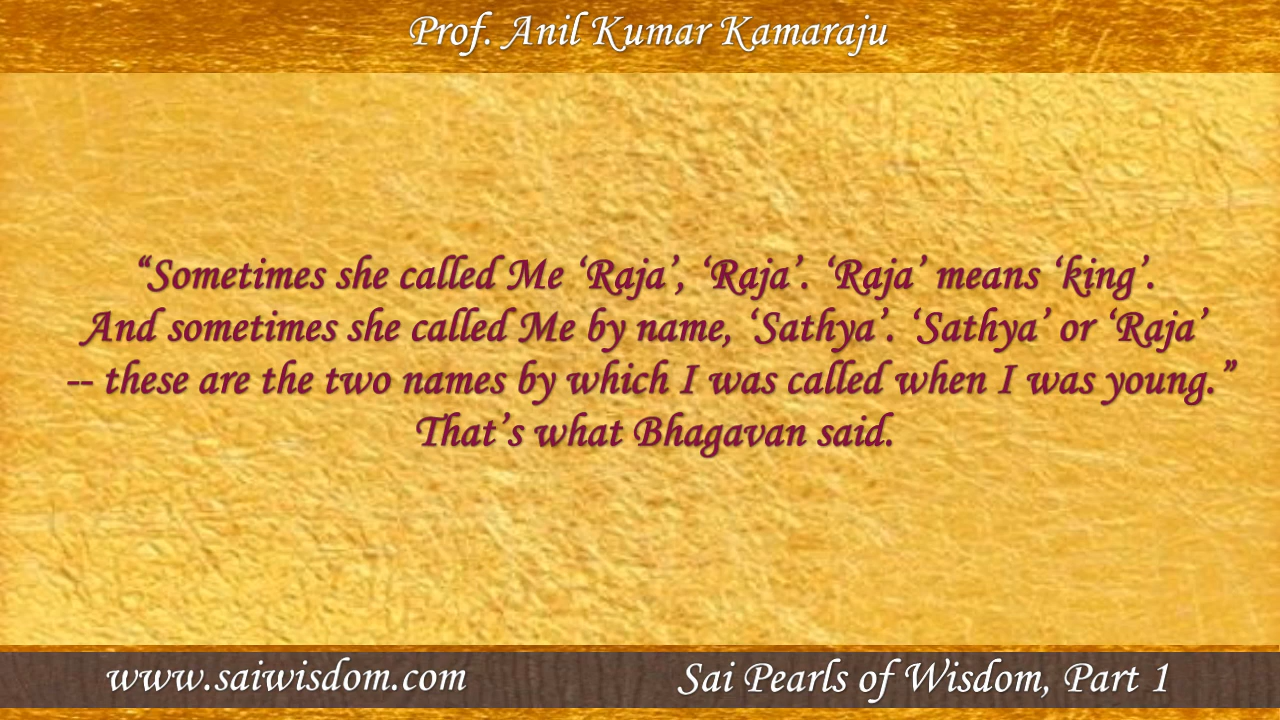 Prof. Anil Kumar Kamaraju
“Sometimes she called Me ‘Raja’, ‘Raja’. ‘Raja’ means ‘king’.
And sometimes she called Me by name, ‘Sathya’. ‘Sathya’ or ‘Raja’
-- these are the two names by which I was called when I was young.”
That’s what Bhagavan said.
www.saiwisdom.com
Sai Pearls of Wisdom, Part 1